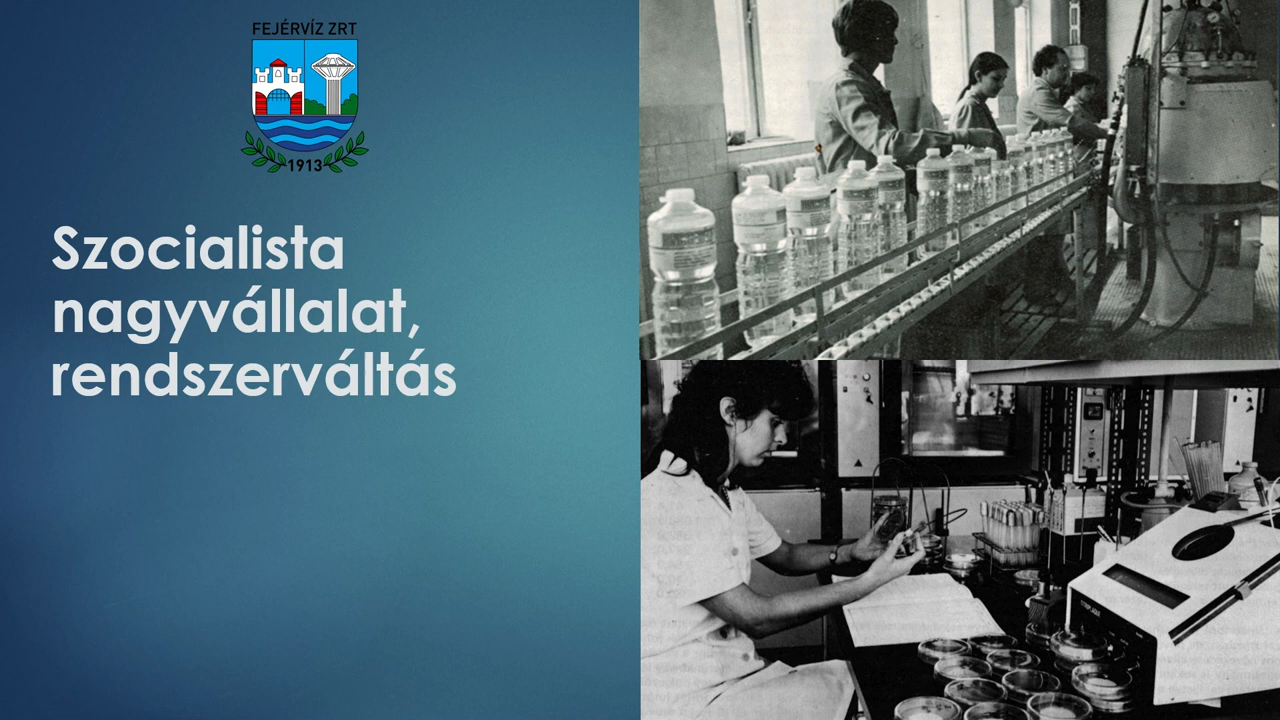 FEJÉRVÍZ ZRT
1913
Szocialista
nagyvállalat,
rendszerváltás